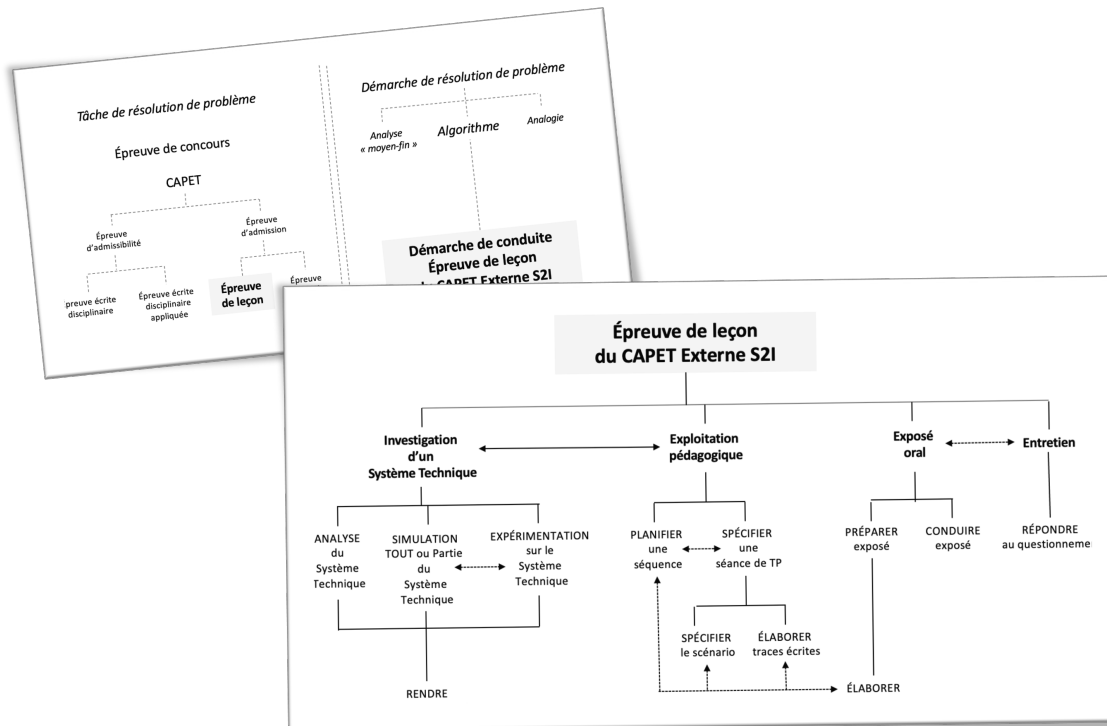 Tâche de résolution de problème
Épreuve de concours
CAPET
Épreuve
d'admissibilité
Épreuve
d'admission
preuve écrite
disciplinaire
Épreuve écrite
disciplinaire
appliquée
Épreuve
de leçon
Épreuve
Démarche de résolution de problème
Analyse
« moyen-fin »
Algorithme
Analogie
Démarche de conduite
Épreuve de leçon
CAPET Externe S2I
Épreuve de leçon
du CAPET Externe S2I
Investigation
d'un
Système Technique
Exploitation
pédagogique
Exposé
oral
Entretien
ANALYSE
du
Système
Technique
SIMULATION
TOUT ou Partie
du
Système
Technique
EXPÉRIMENTATION
sur le
Système
Technique
PLANIFIER
une
séquence
SPÉCIFIER
une
séance de TP
PRÉPARER
exposé
CONDUIRE
exposé
RÉPONDRE
au questionneme
SPÉCIFIER
le scénario
ÉLABORER
traces écrites
RENDRE
ÉLABORER